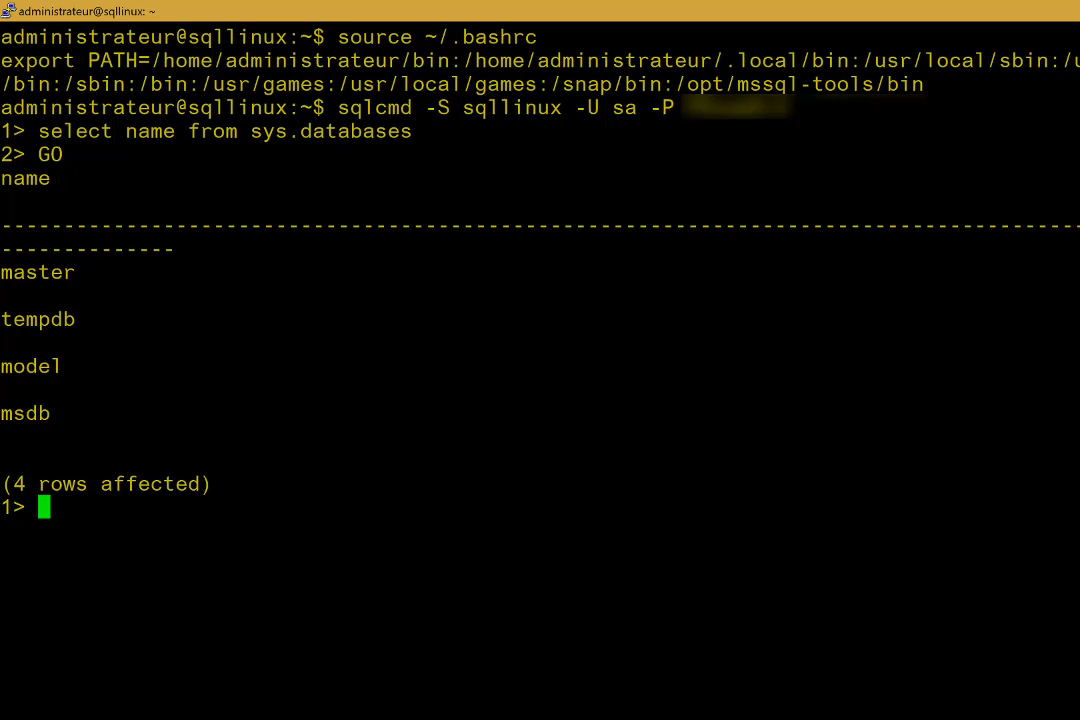 administrateur@sqllinux: ~
administrateur@sqllinux:~$ source ~/.bashrc
export PATH=/home/administrateur/bin:/home/administrateur/.local/bin:/usr/local/sbin:/u
/bin:/sbin:/bin:/usr/games:/usr/local/games:/snap/bin:/opt/mssql-tools/bin
administrateur@sqllinux:~$ sqlcmd -S sqllinux -U sa -P
1> select name from sys.databases
2> GO
name
---------------------------------------------------------------------------------------
--------------
master
tempdb
model
msdb
(4 rows affected)
1>